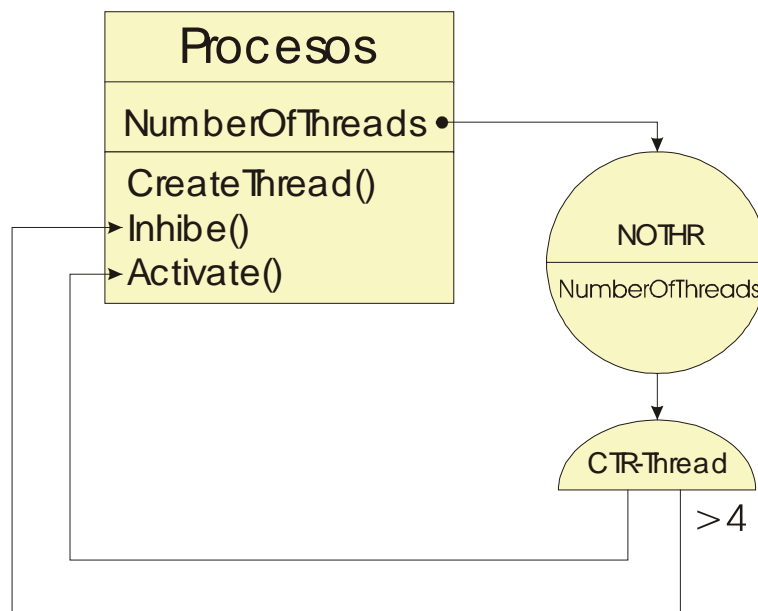 Procesos
NumberOfThreads
CreateThread()
Inhibe()
Activate()
NOTHR
NumberOfThreads
CTR-Thread
>4